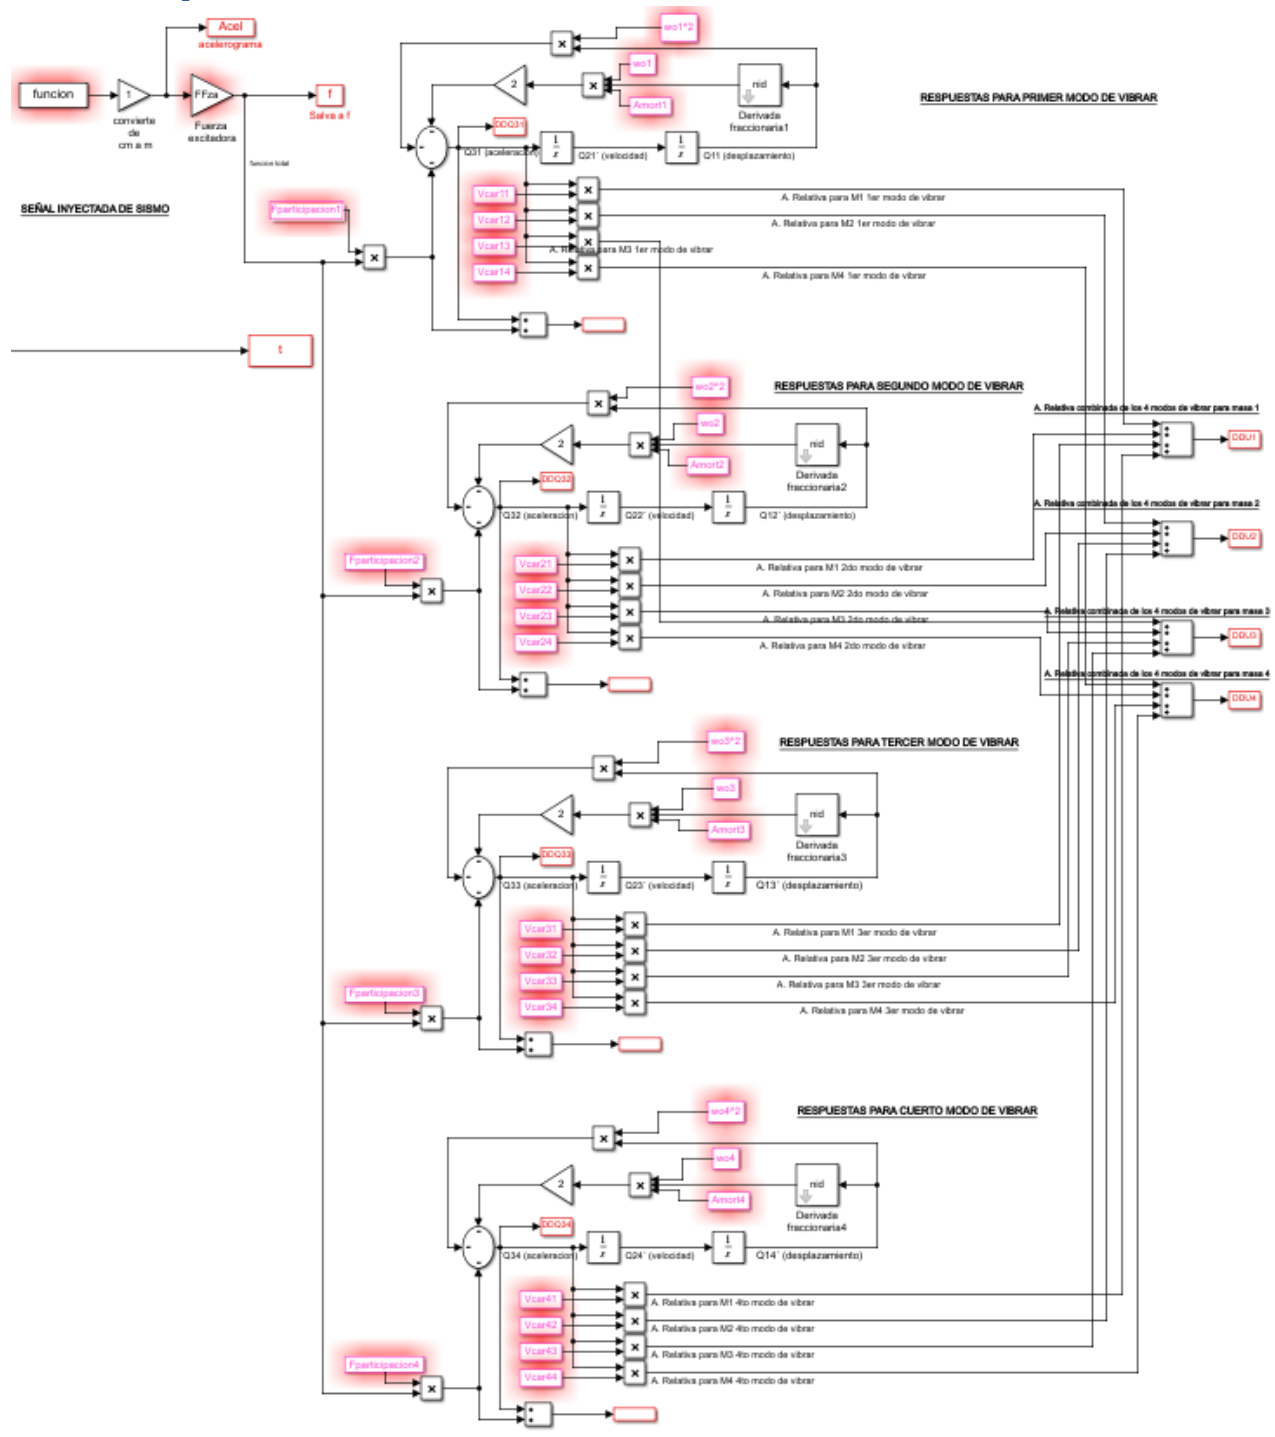 Acel
acelerograma
funcion
1
convierte
de
cm a m
FFza
Fuerza
excitadora
f
Salva a f
funcion total
SEÑAL INYECTADA DE SISMO
Fparticipacion1
t
wo1^2
wo1
Amort1
2
nid
Derivada
fraccionaria1
RESPUESTAS PARA PRIMER MODO DE VIBRAR
DDQ31
Q31 (aceleracion)
1
s
Q21´ (velocidad)
1
s
Q11 (desplazamiento)
Vcar11
Vcar12
Vcar13
Vcar14
A. Relativa para M1 1er modo de vibrar
A. Relativa para M2 1er modo de vibrar
A. Relativa para M3 1er modo de vibrar
A. Relativa para M4 1er modo de vibrar
wo2^2
wo2
Amort2
2
nid
Derivada
fraccionaria2
RESPUESTAS PARA SEGUNDO MODO DE VIBRAR
DDQ32
Q32 (aceleracion)
1
s
Q22´ (velocidad)
1
s
Q12´ (desplazamiento)
Fparticipacion2
Vcar21
Vcar22
Vcar23
Vcar24
A. Relativa para M1 2do modo de vibrar
A. Relativa para M2 2do modo de vibrar
A. Relativa para M3 2do modo de vibrar
A. Relativa para M4 2do modo de vibrar
A. Relativa combinada de los 4 modos de vibrar para masa 1
DDU1
A. Relativa combinada de los 4 modos de vibrar para masa 2
DDU2
A. Relativa combinada de los 4 modos de vibrar para masa 3
DDU3
A. Relativa combinada de los 4 modos de vibrar para masa 4
DDU4
wo3^2
wo3
Amort3
2
nid
Derivada
fraccionaria3
RESPUESTAS PARA TERCER MODO DE VIBRAR
DDQ33
Q33 (aceleracion)
1
s
Q23´ (velocidad)
1
s
Q13´ (desplazamiento)
Fparticipacion3
Vcar31
Vcar32
Vcar33
Vcar34
A. Relativa para M1 3er modo de vibrar
A. Relativa para M2 3er modo de vibrar
A. Relativa para M3 3er modo de vibrar
A. Relativa para M4 3er modo de vibrar
wo4^2
wo4
Amort4
2
nid
Derivada
fraccionaria4
RESPUESTAS PARA CUERTO MODO DE VIBRAR
DDQ34
Q34 (aceleracion)
1
s
Q24´ (velocidad)
1
s
Q14´ (desplazamiento)
Fparticipacion4
Vcar41
Vcar42
Vcar43
Vcar44
A. Relativa para M1 4to modo de vibrar
A. Relativa para M2 4to modo de vibrar
A. Relativa para M3 4to modo de vibrar
A. Relativa para M4 4to modo de vibrar